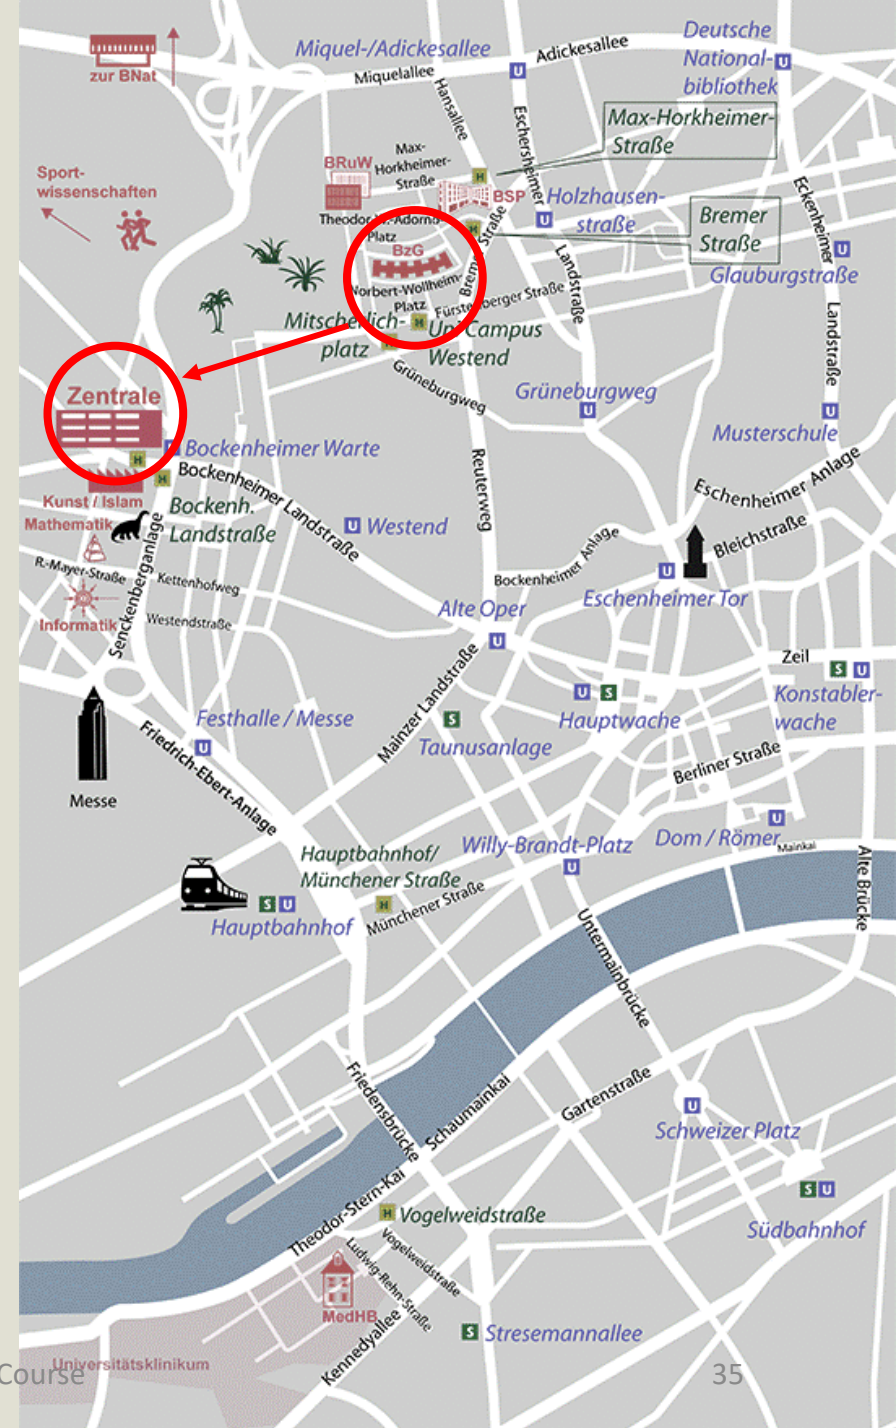 Deutsche
National-
bibliothek
Miquel-/Adickesallee
Adickesallee
Miquelallee
zur BNat
Hansallee
Eschersheimer
Landstraße
Max-Horkheimer-
Straße
Max-
Horkheimer-
Straße
BRuW
BSP
Sport-
wissenschaften
Holzhausen-
straße
Eckenheimer
Landstraße
Bremer
Straße
Theodor-W.-Adorno-
Platz
Bremer Straße
BzG
Glauburgstraße
Norbert-Wollheim-
Platz
Fürstenberger Straße
Mitscherlich-
platz
Uni Campus
Westend
Grüneburgweg
Grüneburgweg
Zentrale
Musterschule
Bockenheimer Warte
Reuterweg
Eschenheimer Anlage
Bockenheimer Landstraße
Kunst / Islam
Bockenh.
Landstraße
Mathematik
Westend
Bleichstraße
Bockenheimer Anlage
R.-Mayer-Straße
Kettenhofweg
Senckenberganlage
Eschenheimer Tor
Alte Oper
Informatik
Westendstraße
Zeil
Mainzer Landstraße
Konstabler-
wache
Festhalle / Messe
Hauptwache
Taunusanlage
Friedrich-Ebert-Anlage
Berliner Straße
Messe
Willy-Brandt-Platz
Dom / Römer
Mainkai
Alte Brücke
Hauptbahnhof/
Münchener Straße
Münchener Straße
Hauptbahnhof
Untermainbrücke
Friedensbrücke
Schaumainkai
Gartenstraße
Schweizer Platz
Theodor-Stern-Kai
Vogelweidstraße
Vogelweidstraße
Südbahnhof
Ludwig-Rehn-Straße
MedHB
Kennedyallee
Stresemannallee
Universitätsklinikum
Course
35
U
U
H
H
U
U
H
H
U
U
U
H
H
U
U
U
U
S
S
U
U
S
U
U
S
U
H
U
S
U
H
S